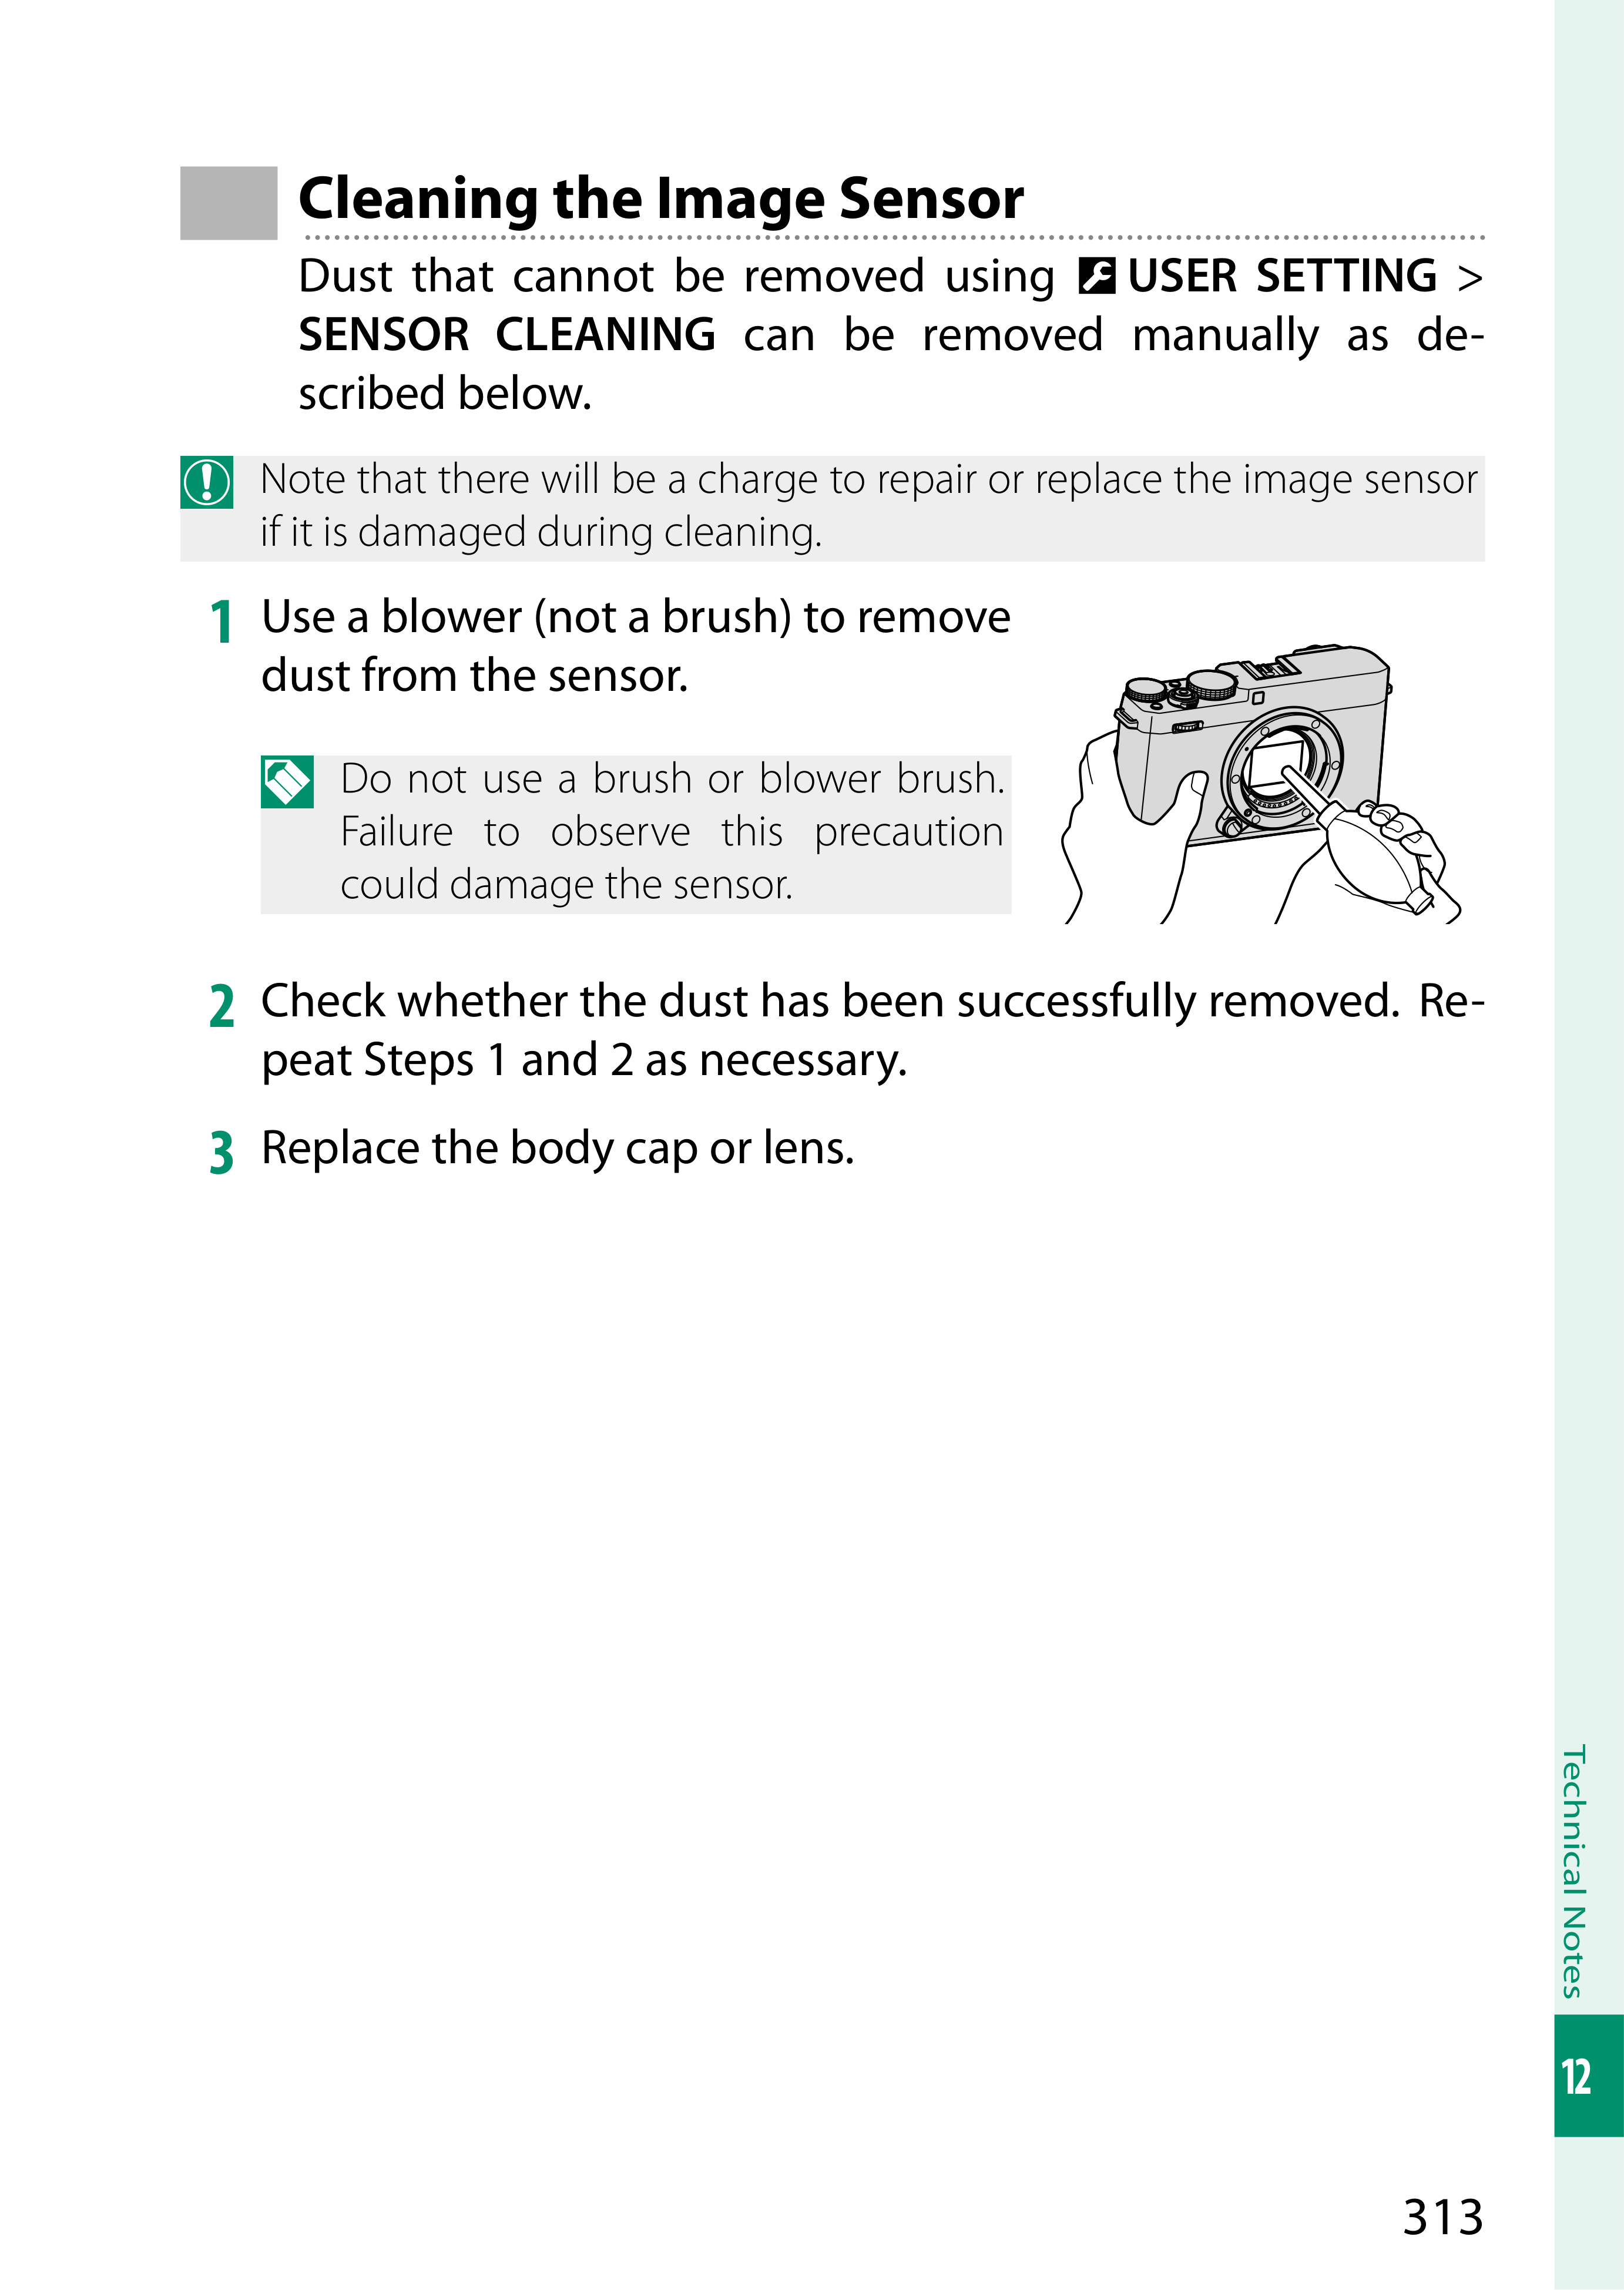 Cleaning the Image Sensor
Dust that cannot be removed using USER SETTING >
SENSOR CLEANING can be removed manually as de-
scribed below.
Note that there will be a charge to repair or replace the image sensor
if it is damaged during cleaning.
1 Use a blower (not a brush) to remove
dust from the sensor.
Do not use a brush or blower brush.
Failure to observe this precaution
could damage the sensor.
2 Check whether the dust has been successfully removed. Re-
peat Steps 1 and 2 as necessary.
3 Replace the body cap or lens.
Technical Notes
12
313